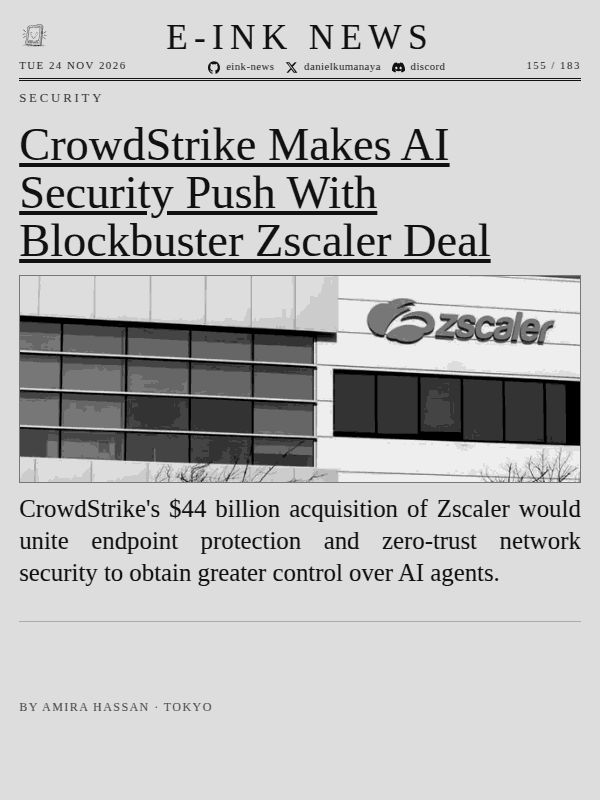 E-INK NEWS
TUE 24 NOV 2026
eink-news danielkumanaya discord
155 / 183
SECURITY
CrowdStrike Makes AI
Security Push With
Blockbuster Zscaler Deal
zscaler
CrowdStrike's $44 billion acquisition of Zscaler would
unite endpoint protection and zero-trust network
security to obtain greater control over AI agents.
BY AMIRA HASSAN · TOKYO